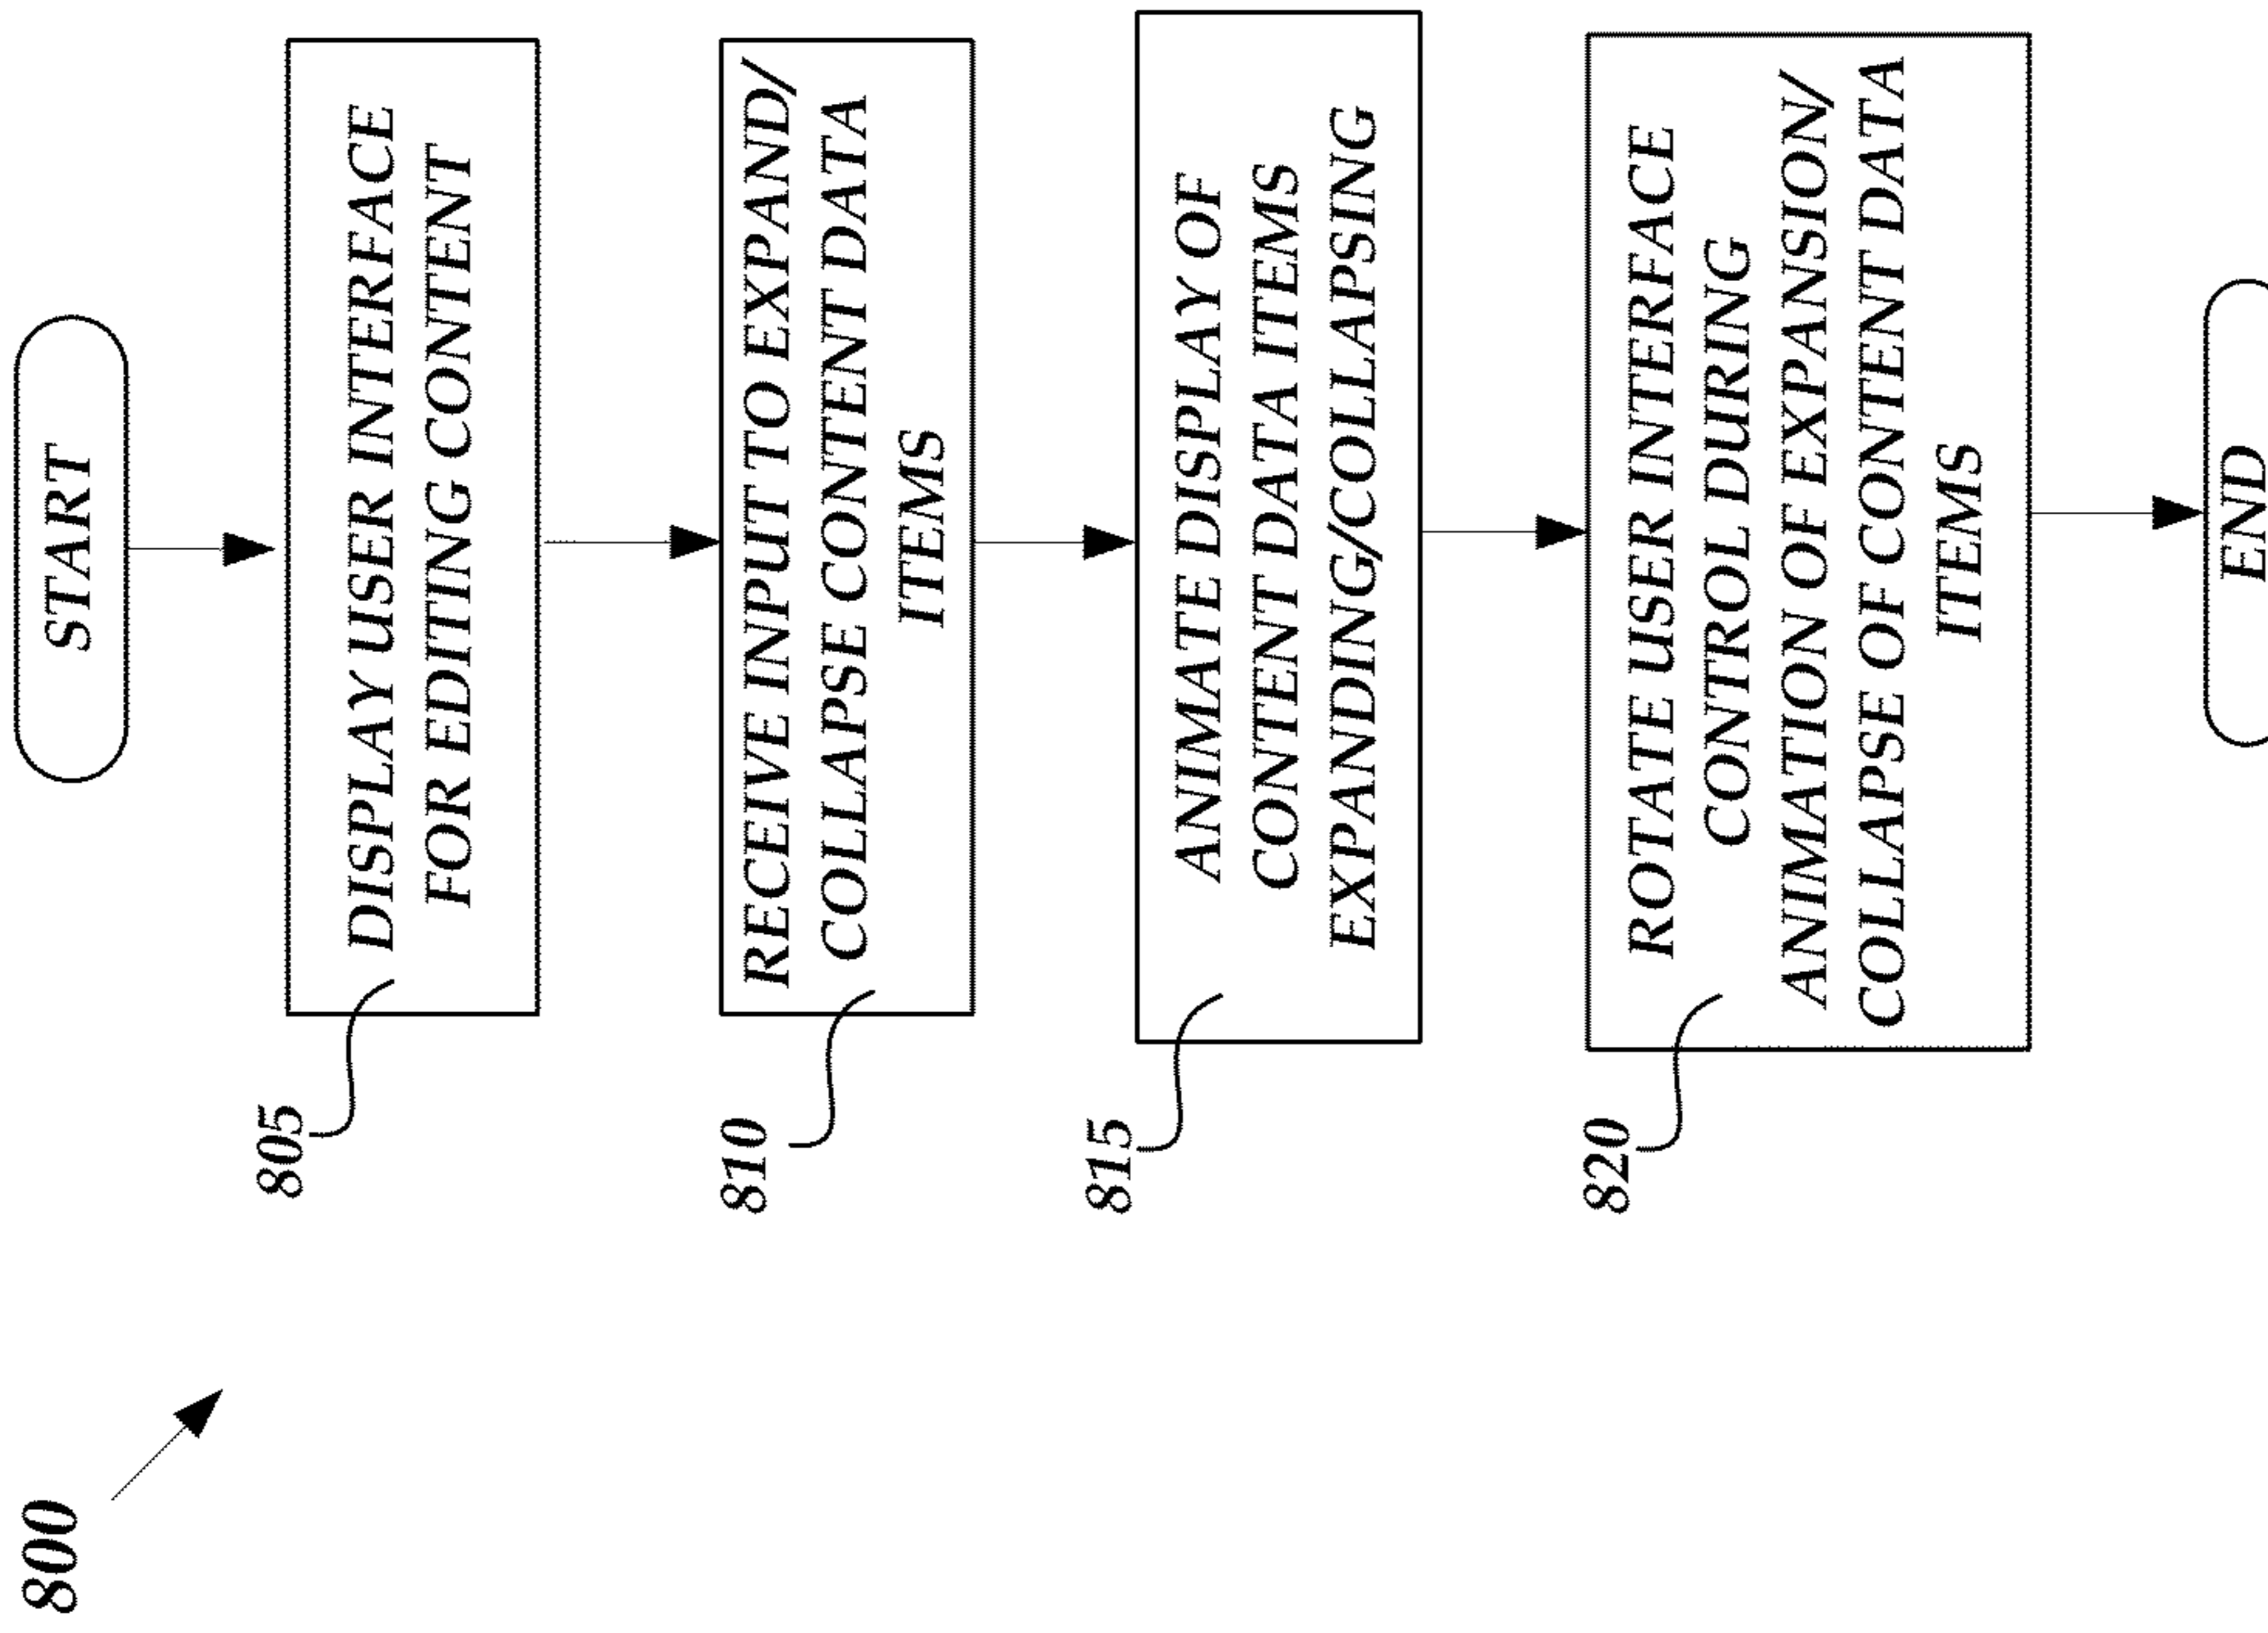 800
START
805
DISPLAY USER INTERFACE
FOR EDITING CONTENT
810
RECEIVE INPUT TO EXPAND/
COLLAPSE CONTENT DATA
ITEMS
815
ANIMATE DISPLAY OF
CONTENT DATA ITEMS
EXPANDING/COLLAPSING
820
ROTATE USER INTERFACE
CONTROL DURING
ANIMATION OF EXPANSION/
COLLAPSE OF CONTENT DATA
ITEMS
END